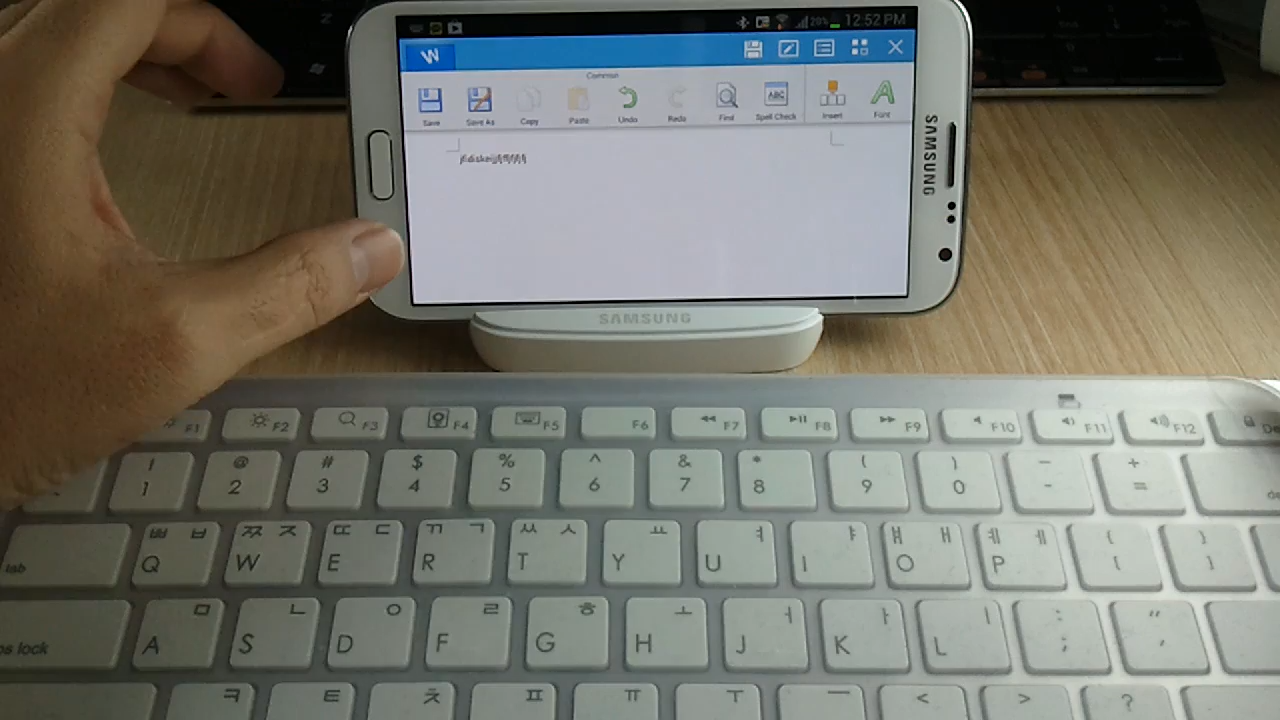 20% 12:52 PM
W
Common
Save Save As Copy Paste Undo Redo Find Spell Check Insert Font
SAMSUNG
SAMSUNG
F1 F2 F3 F4 F5 F6 F7 F8 F9 F10 F11 F12
! @ # $ % ^ & * ( ) _ +
1 2 3 4 5 6 7 8 9 0 - =
ㅃ ㅂ ㅉ ㅈ ㄸ ㄷ ㄲ ㄱ ㅆ ㅅ ㅛ ㅕ ㅑ ㅒ ㅐ ㅖ ㅔ { }
tab Q W E R T Y U I O P [ ]
ㅁ ㄴ ㅇ ㄹ ㅎ ㅗ ㅓ ㅏ ㅣ : "
lock A S D F G H J K L ; '
ㅋ ㅌ ㅊ ㅍ ㅠ ㅜ ㅡ < > ?